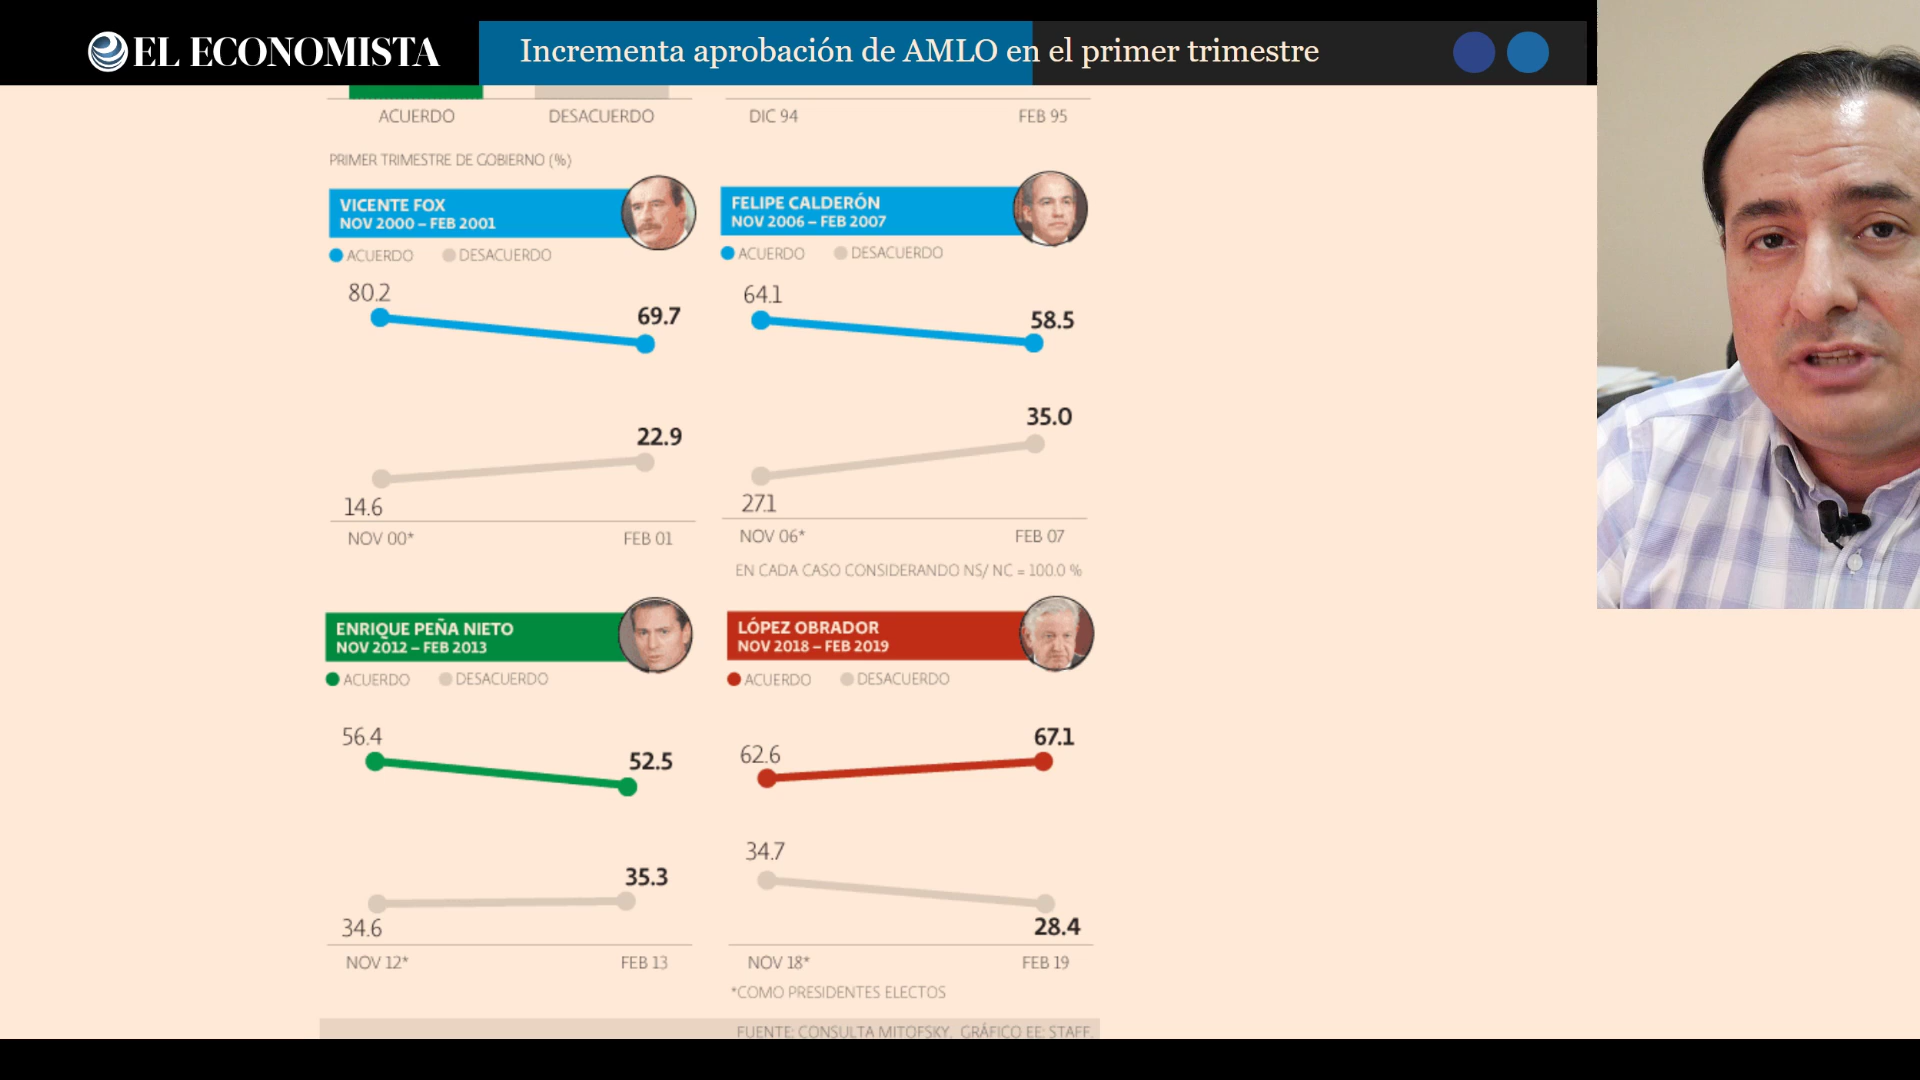 EL ECONOMISTA
Incrementa aprobación de AMLO en el primer trimestre
ACUERDO DESACUERDO
DIC 94 FEB 95
PRIMER TRIMESTRE DE GOBIERNO (%)
VICENTE FOX
NOV 2000 – FEB 2001
ACUERDO DESACUERDO
80.2
69.7
22.9
14.6
NOV 00* FEB 01
FELIPE CALDERÓN
NOV 2006 – FEB 2007
ACUERDO DESACUERDO
64.1
58.5
35.0
27.1
NOV 06* FEB 07
EN CADA CASO CONSIDERANDO NS/ NC = 100.0 %
ENRIQUE PEÑA NIETO
NOV 2012 – FEB 2013
ACUERDO DESACUERDO
56.4
52.5
35.3
34.6
NOV 12* FEB 13
LÓPEZ OBRADOR
NOV 2018 – FEB 2019
ACUERDO DESACUERDO
62.6
67.1
34.7
28.4
NOV 18* FEB 19
*COMO PRESIDENTES ELECTOS
FUENTE: CONSULTA MITOFSKY. GRÁFICO EE: STAFF.